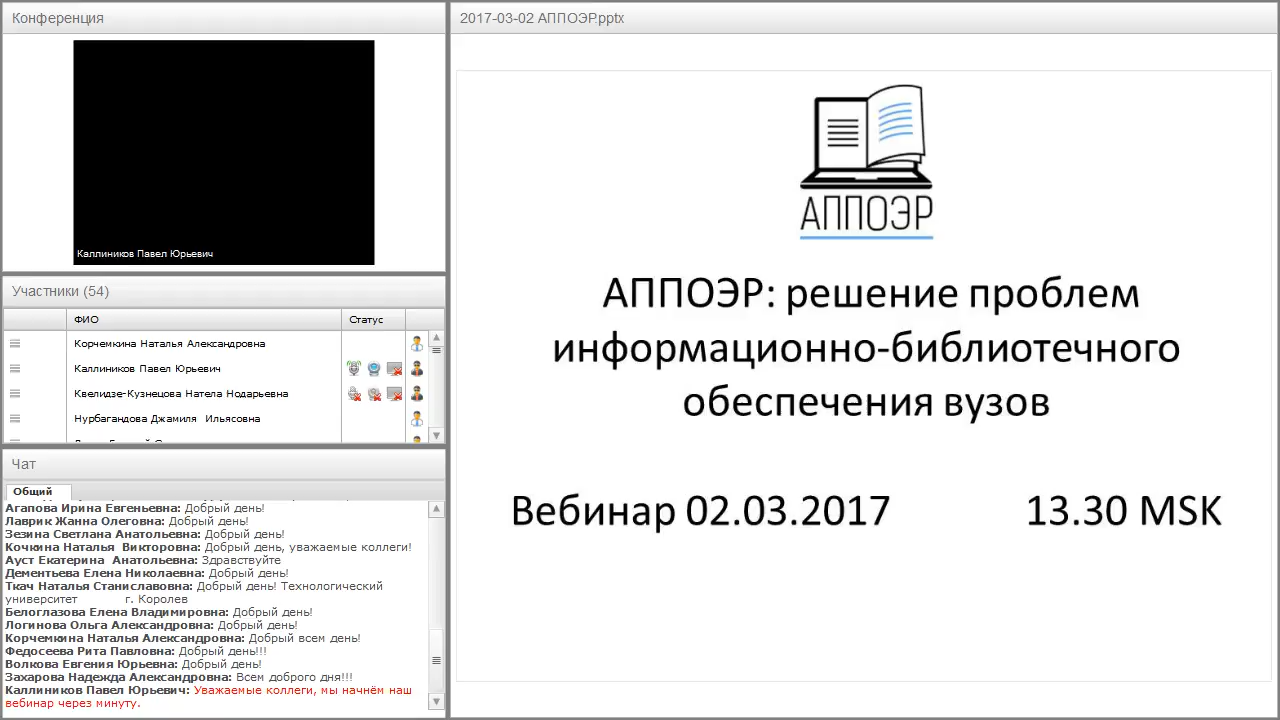 Конференция
Каллиников Павел Юрьевич
Участники (54)
ФИО
Статус
Корчемкина Наталья Александровна
Каллиников Павел Юрьевич
Квелидзе-Кузнецова Натела Нодарьевна
Нурбагандова Джамиля Ильясовна
Чат
Общий
Агапова Ирина Евгеньевна: Добрый день!
Лаврик Жанна Олеговна: Добрый день!
Зезина Светлана Анатольевна: Добрый день!
Кочкина Наталья Викторовна: Добрый день, уважаемые коллеги!
Ауст Екатерина Анатольевна: Здравствуйте
Дементьева Елена Николаевна: Добрый день!
Ткач Наталья Станиславовна: Добрый день! Технологический
университет г. Королев
Белоглазова Елена Владимировна: Добрый день!
Логинова Ольга Александровна: Добрый день!
Корчемкина Наталья Александровна: Добрый всем день!
Федосеева Рита Павловна: Добрый день!!!
Волкова Евгения Юрьевна: Добрый день!
Захарова Надежда Александровна: Всем доброго дня!!!
Каллиников Павел Юрьевич: Уважаемые коллеги, мы начнём наш
вебинар через минуту.
2017-03-02 АППОЭР.pptx
АППОЭР
АППОЭР: решение проблем
информационно-библиотечного
обеспечения вузов
Вебинар 02.03.2017 13.30 MSK